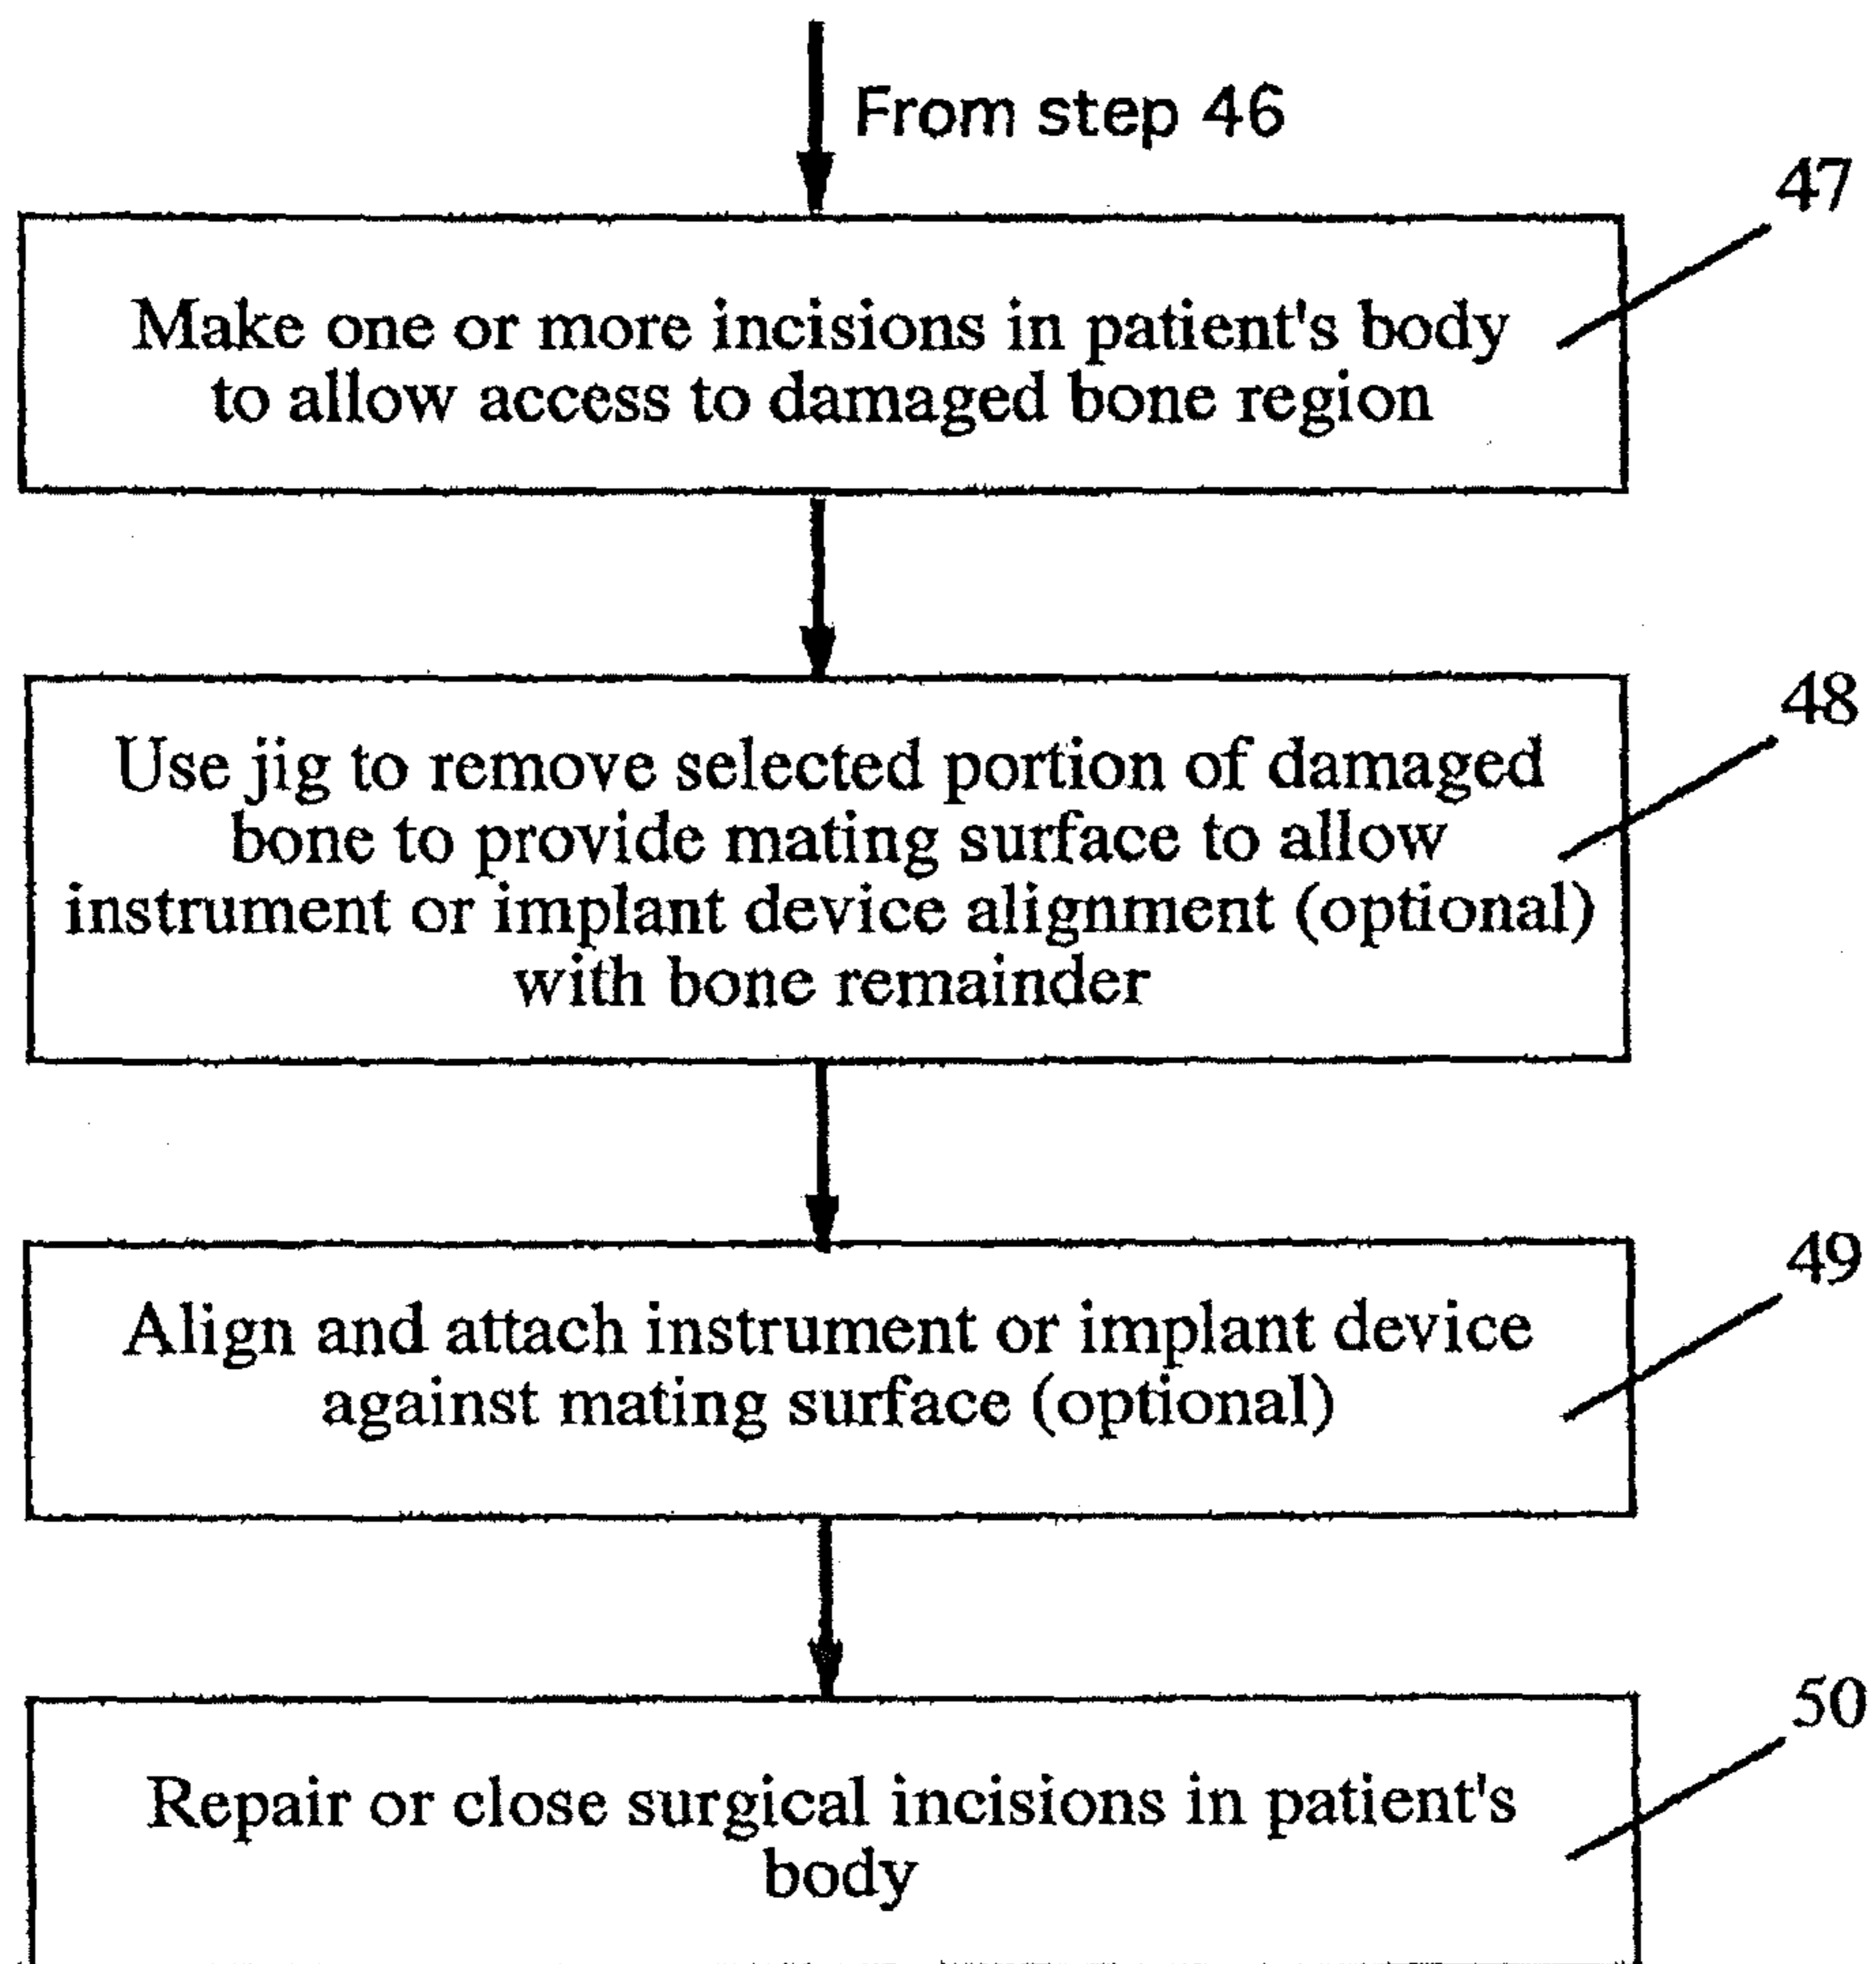 From step 46
47
Make one or more incisions in patient's body
to allow access to damaged bone region
48
Use jig to remove selected portion of damaged
bone to provide mating surface to allow
instrument or implant device alignment (optional)
with bone remainder
49
Align and attach instrument or implant device
against mating surface (optional)
50
Repair or close surgical incisions in patient's
body